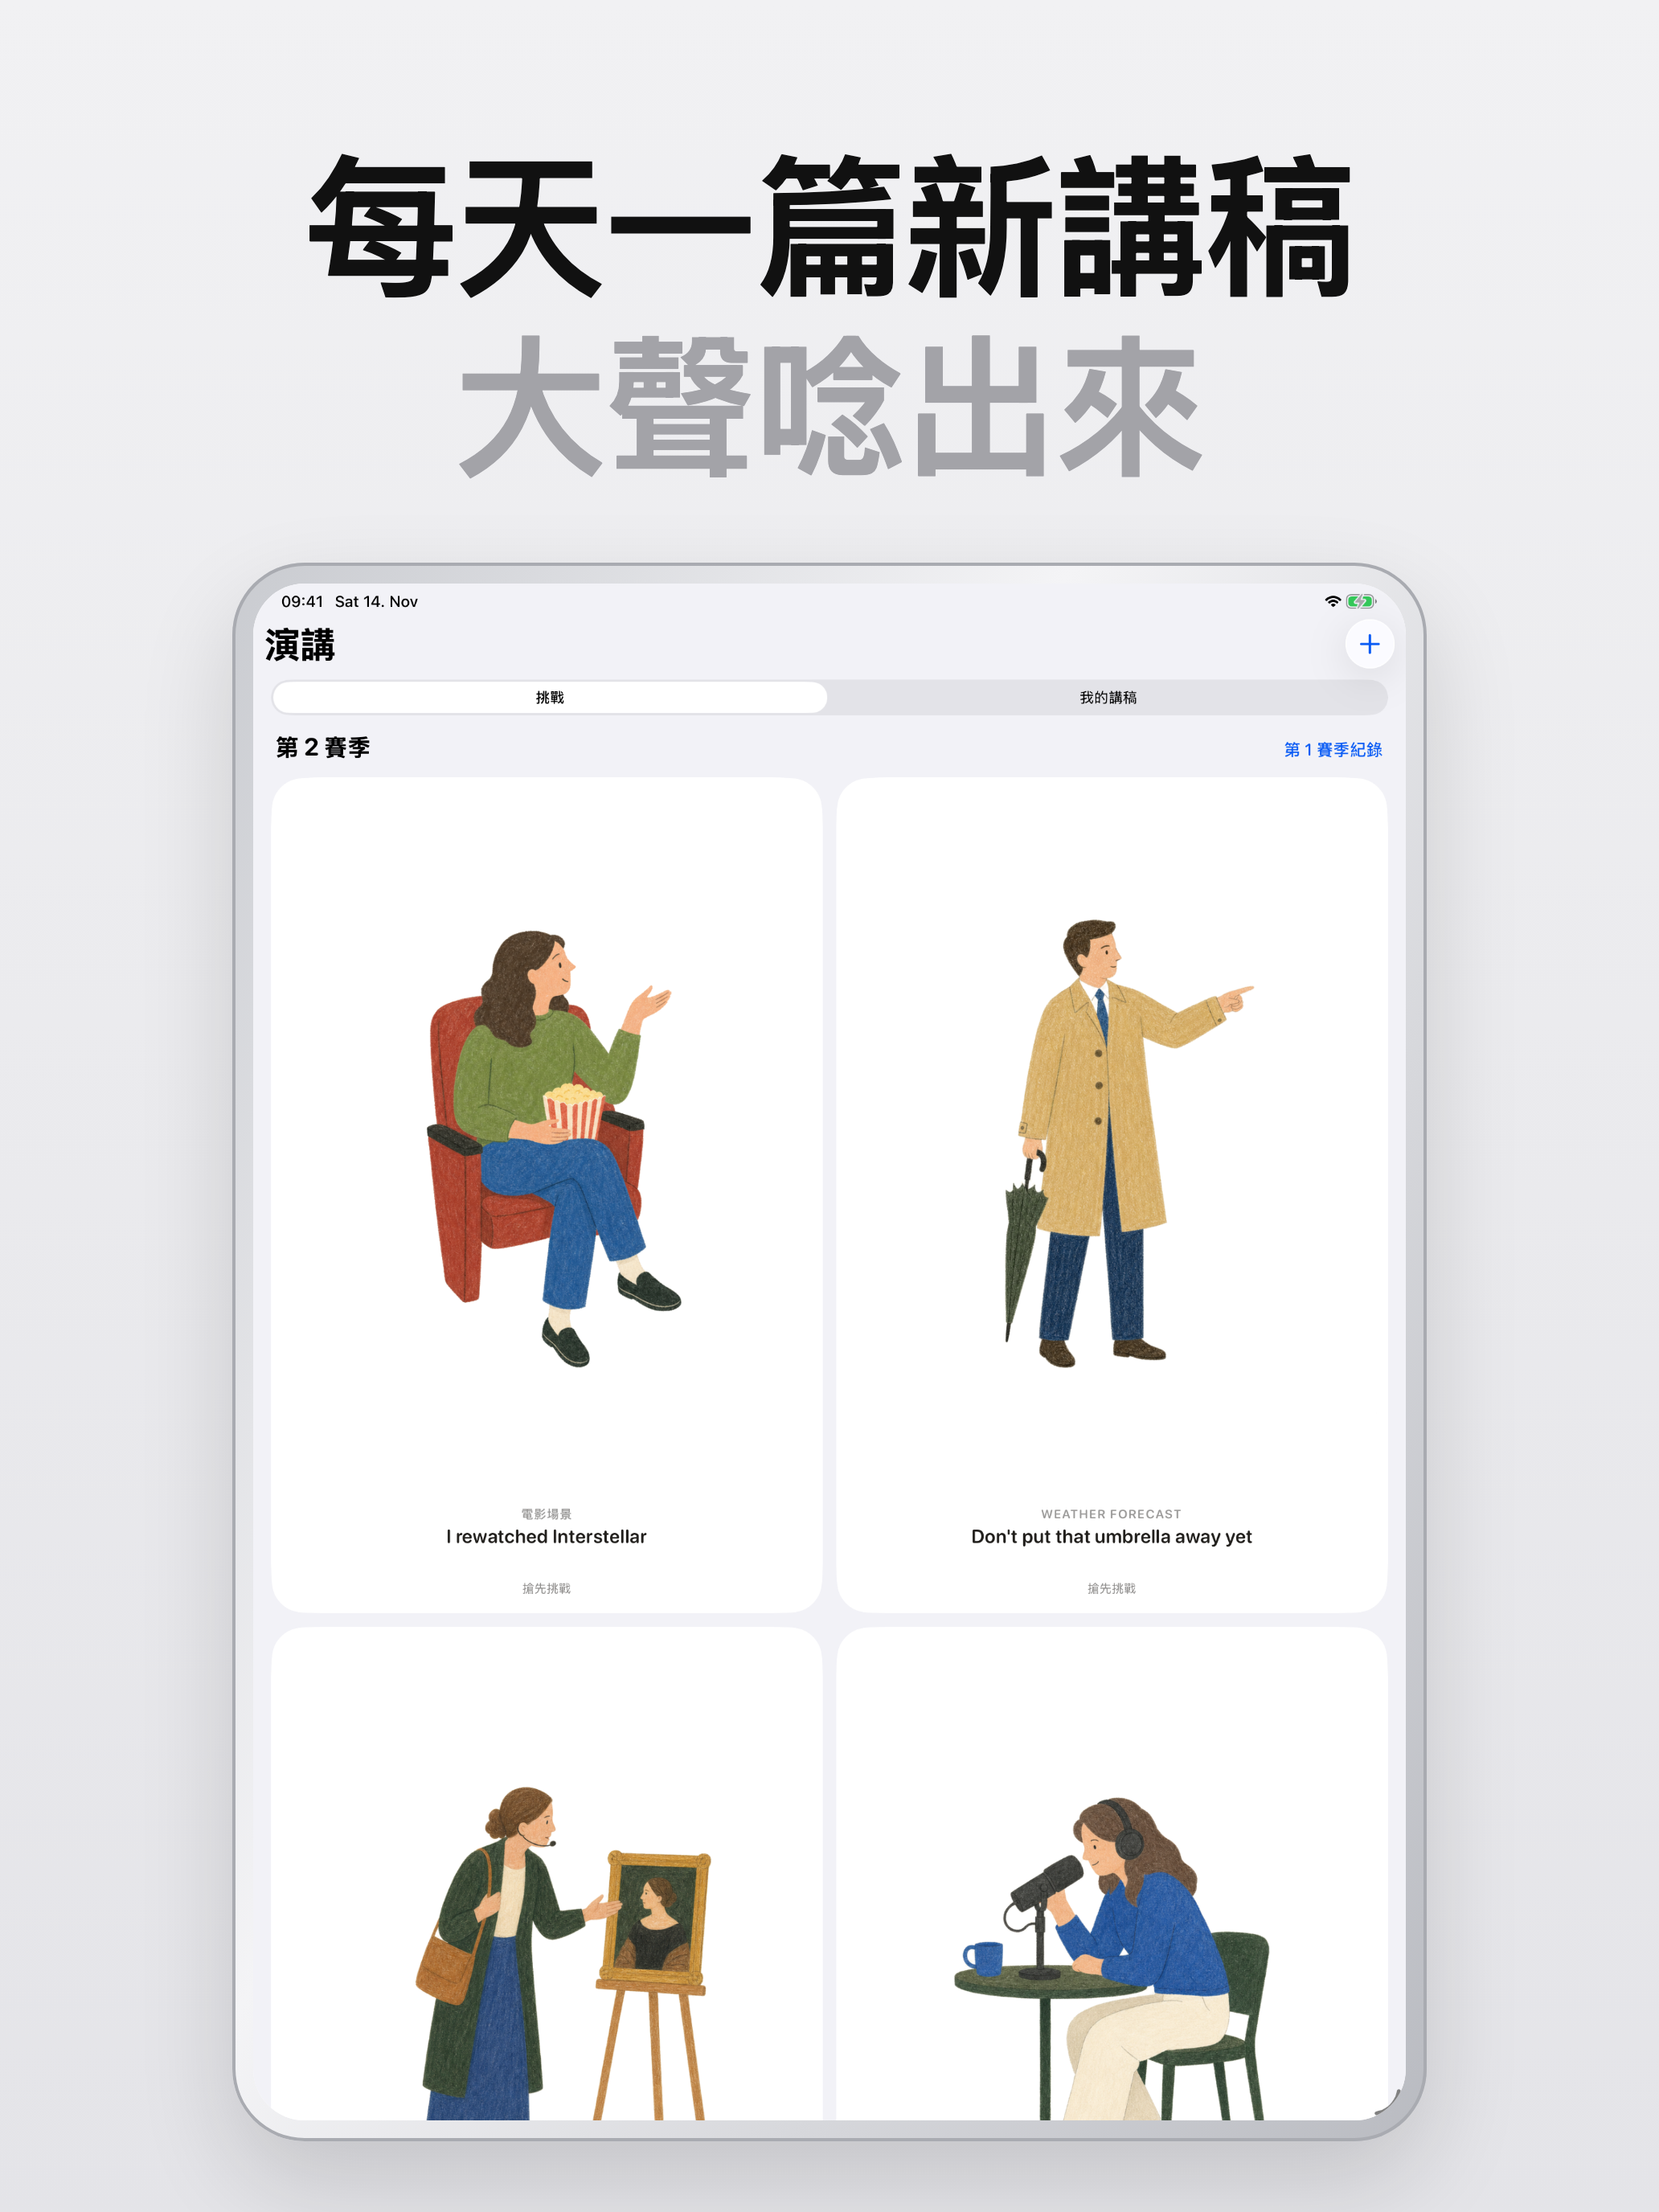 每天一篇新講稿
大聲唸出來
09:41 Sat 14. Nov
演講
挑戰
我的講稿
第 2 賽季
第 1 賽季紀錄
電影場景
I rewatched Interstellar
搶先挑戰
WEATHER FORECAST
Don't put that umbrella away yet
搶先挑戰